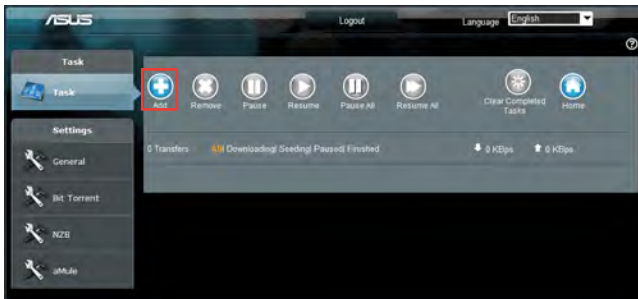 ASUS
Logout
Language English
Task
Task
Add Remove Pause Resume Pause All Resume All Clear Completed Tasks Home
0 Transfers All| Downloading| Seeding| Paused| Finished 0 KBps 0 KBps
Settings
General
Bit Torrent
NZB
aMule